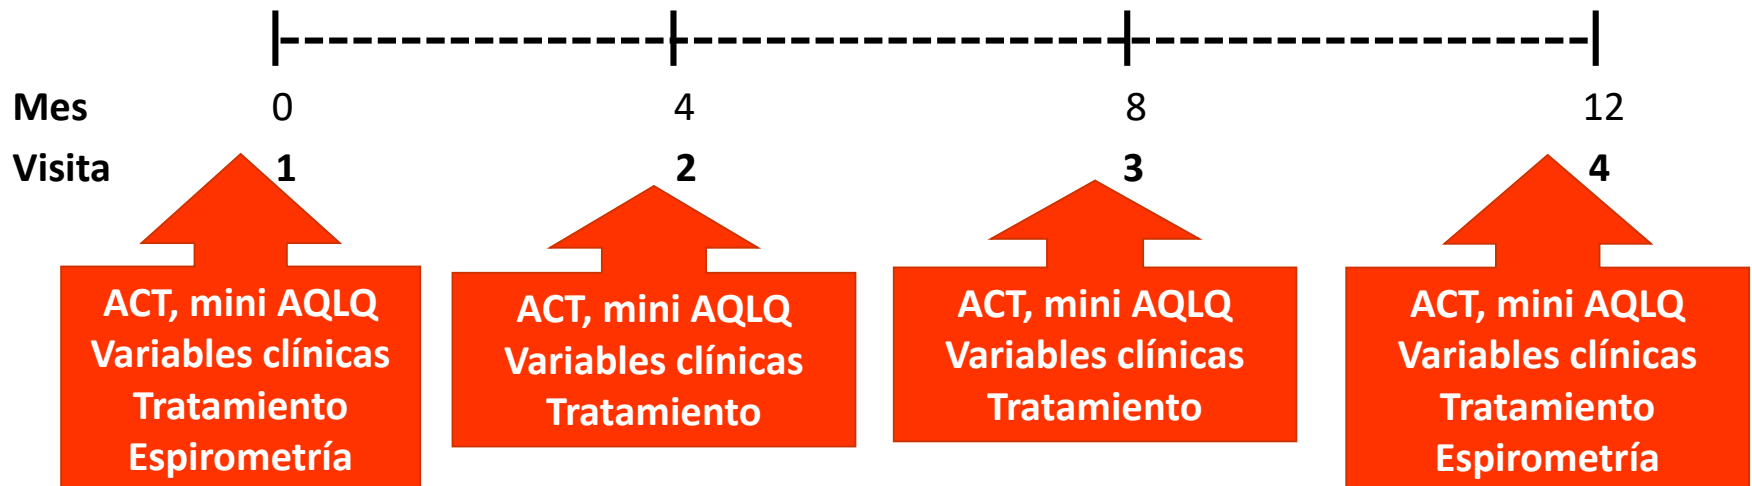 Mes 0 4 8 12
Visita 1 2 3 4
ACT, mini AQLQ
Variables clínicas
Tratamiento
Espirometría
ACT, mini AQLQ
Variables clínicas
Tratamiento
ACT, mini AQLQ
Variables clínicas
Tratamiento
ACT, mini AQLQ
Variables clínicas
Tratamiento
Espirometría